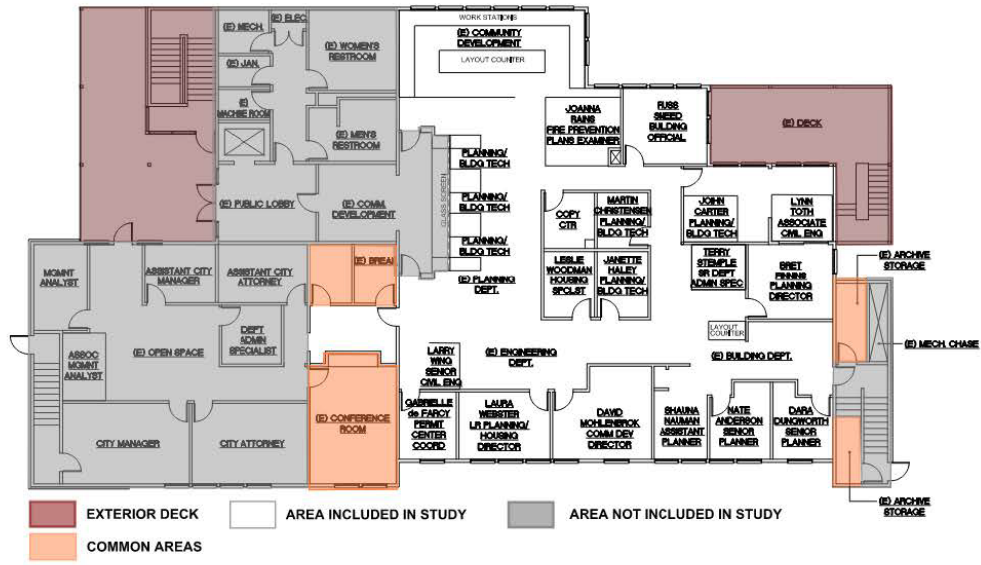 WORK STATIONS
(E) COMMUNITY
DEVELOPMENT
LAYOUT COUNTER
(E) MECH.
(E) ELEC.
(E) WOMEN'S
RESTROOM
(E) JAN.
(E)
MACHINE ROOM
(E) MEN'S
RESTROOM
JOANNA
RAINS
FIRE PREVENTION
PLANS EXAMINER
RUSS
SNEED
BUILDING
OFFICIAL
(E) DECK
PLANNING/
BLDG TECH
PLANNING/
BLDG TECH
PLANNING/
BLDG TECH
GLASS SCREEN
(E) PUBLIC LOBBY
(E) COMM.
DEVELOPMENT
COPY
CTR
MARTIN
CHRISTENSEN
PLANNING/
BLDG TECH
JOHN
CARTER
PLANNING/
BLDG TECH
LYNN
TOTH
ASSOCIATE
CIVIL ENG
(E) PLANNING
DEPT.
LESLIE
WOODMAN
HOUSING
SPCLST
JANETTE
HALEY
PLANNING/
BLDG TECH
TERRY
STEMPLE
SR DEPT
ADMIN SPEC
BRET
FINNING
PLANNING
DIRECTOR
(E) ARCHIVE
STORAGE
MGMNT
ANALYST
ASSISTANT CITY
MANAGER
ASSISTANT CITY
ATTORNEY
(E) BREAK
DEPT
ADMIN
SPECIALIST
(E) OPEN SPACE
ASSOC
MGMNT
ANALYST
LAYOUT
COUNTER
(E) MECH. CHASE
LARRY
WING
SENIOR
CIVIL ENG
(E) ENGINEERING
DEPT.
(E) BUILDING DEPT.
CITY MANAGER
CITY ATTORNEY
(E) CONFERENCE
ROOM
GABRIELLE
de FARCY
PERMIT
CENTER
COORD
LAURA
WEBSTER
LR PLANNING/
HOUSING
DIRECTOR
DAVID
MOHLENBROK
COMM DEV
DIRECTOR
SHAUNA
NAUMAN
ASSISTANT
PLANNER
NATE
ANDERSON
SENIOR
PLANNER
DARA
DUNGWORTH
SENIOR
PLANNER
(E) ARCHIVE
STORAGE
EXTERIOR DECK
AREA INCLUDED IN STUDY
AREA NOT INCLUDED IN STUDY
COMMON AREAS